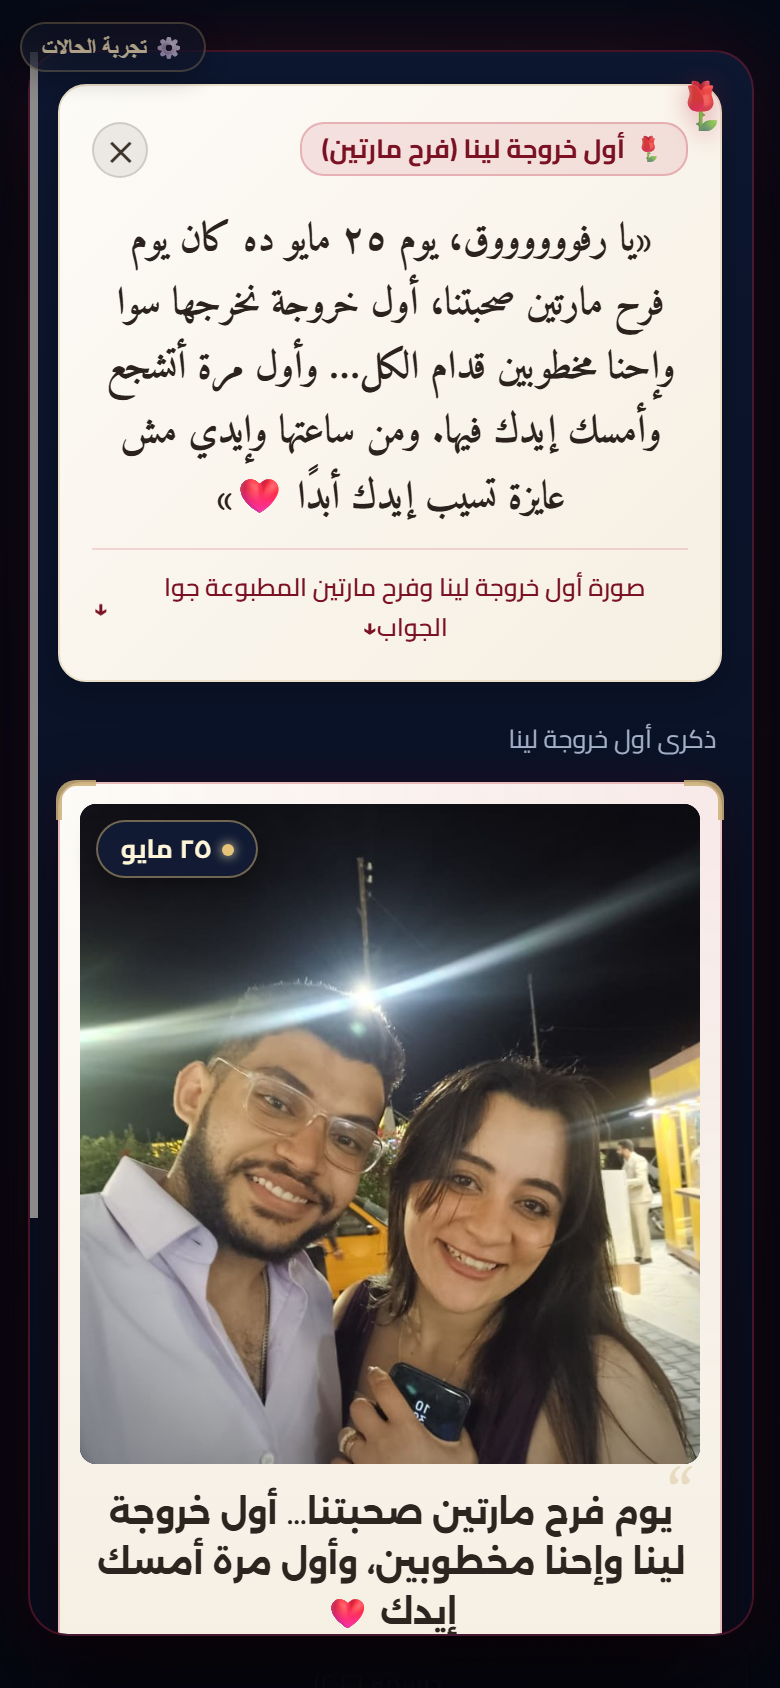 تجربة الحالات
أول خروجة لينا (فرح مارتين)
«يا رفووووووق، يوم ٢٥ مايو ده كان يوم
فرح مارتين صحبتنا، أول خروجة نخرجها سوا
وإحنا مخطوبين قدام الكل... وأول مرة أتشجع
وأمسك إيدك فيها. ومن ساعتها وإيدي مش
عايزة تسيب إيدك أبدًا ❤️ »
صورة أول خروجة لينا وفرح مارتين المطبوعة جوا
الجواب↓
↓
ذكرى أول خروجة لينا
٢٥ مايو
10
“
يوم فرح مارتين صحبتنا... أول خروجة
لينا وإحنا مخطوبين، وأول مرة أمسك
إيدك ❤️